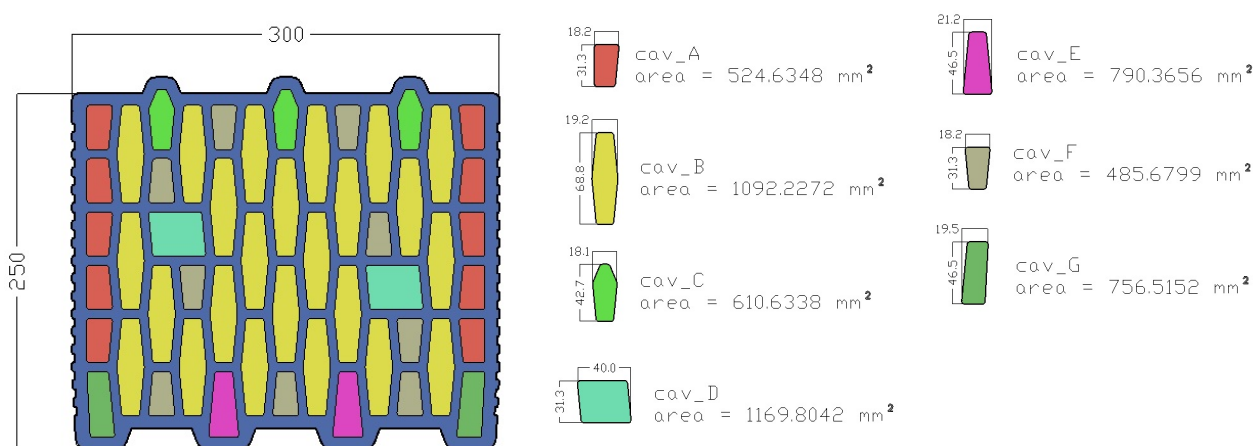 300
250
18.2
31.3
cav_A
area = 524.6348 mm²
19.2
68.8
cav_B
area = 1092.2272 mm²
18.1
42.7
cav_C
area = 610.6338 mm²
40.0
31.3
cav_D
area = 1169.8042 mm²
21.2
46.5
cav_E
area = 790.3656 mm²
18.2
31.3
cav_F
area = 485.6799 mm²
19.5
46.5
cav_G
area = 756.5152 mm²